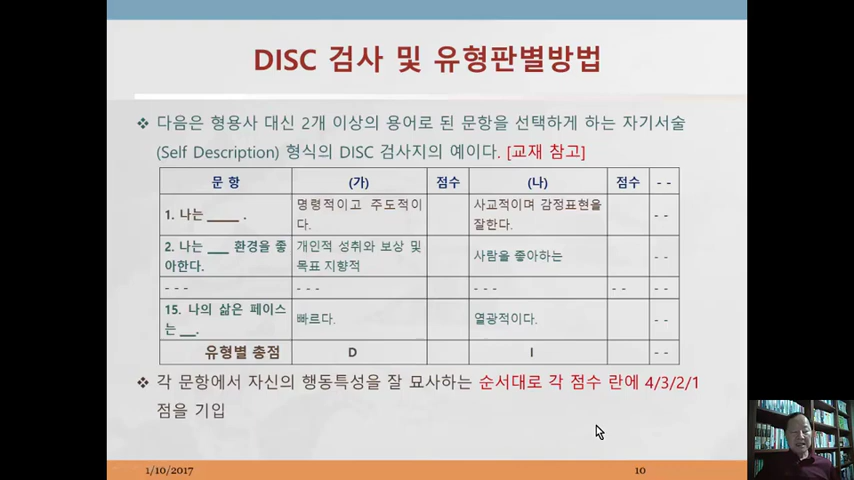 DISC 검사 및 유형판별방법
❖ 다음은 형용사 대신 2개 이상의 용어로 된 문항을 선택하게 하는 자기서술
(Self Description) 형식의 DISC 검사지의 예이다. [교재 참고]
문 항 (가) 점수 (나) 점수 - -
1. 나는 _____ . 명령적이고 주도적이 사교적이며 감정표현을 - -
다. 잘한다.
2. 나는 ___ 환경을 좋 개인적 성취와 보상 및 사람을 좋아하는 - -
아한다. 목표 지향적
- - - - - - - - - - - - -
15. 나의 삶은 페이스 빠르다. 열광적이다. - -
는 __.
유형별 총점 D I - -
❖ 각 문항에서 자신의 행동특성을 잘 묘사하는 순서대로 각 점수 란에 4/3/2/1
점을 기입
1/10/2017 10